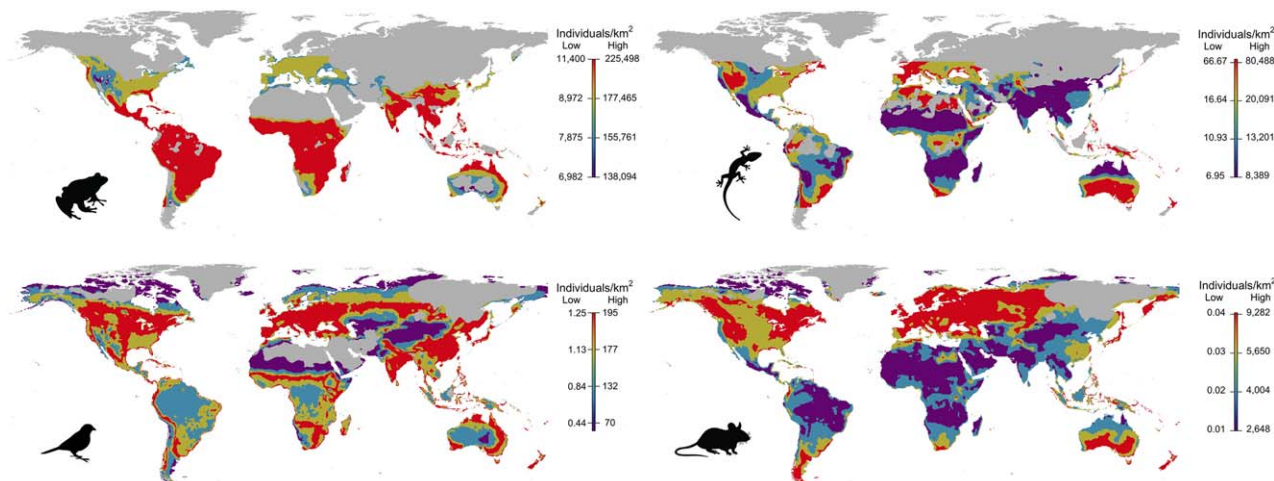 Individuals/km²
Low High
11,400 225,498
8,972 177,465
7,875 155,761
6,982 138,094
Individuals/km²
Low High
66.67 80,488
16.64 20,091
10.93 13,201
6.95 8,389
Individuals/km²
Low High
1.25 195
1.13 177
0.84 132
0.44 70
Individuals/km²
Low High
0.04 9,282
0.03 5,650
0.02 4,004
0.01 2,648